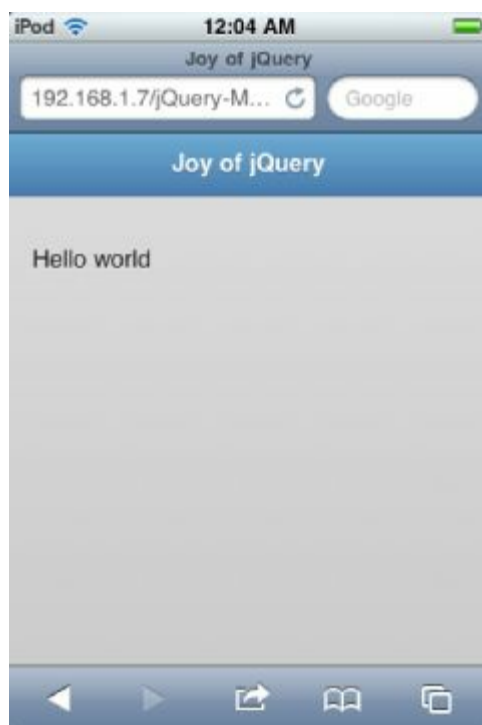 iPod 12:04 AM
Joy of jQuery
192.168.1.7/jQuery-M... Google
Joy of jQuery
Hello world